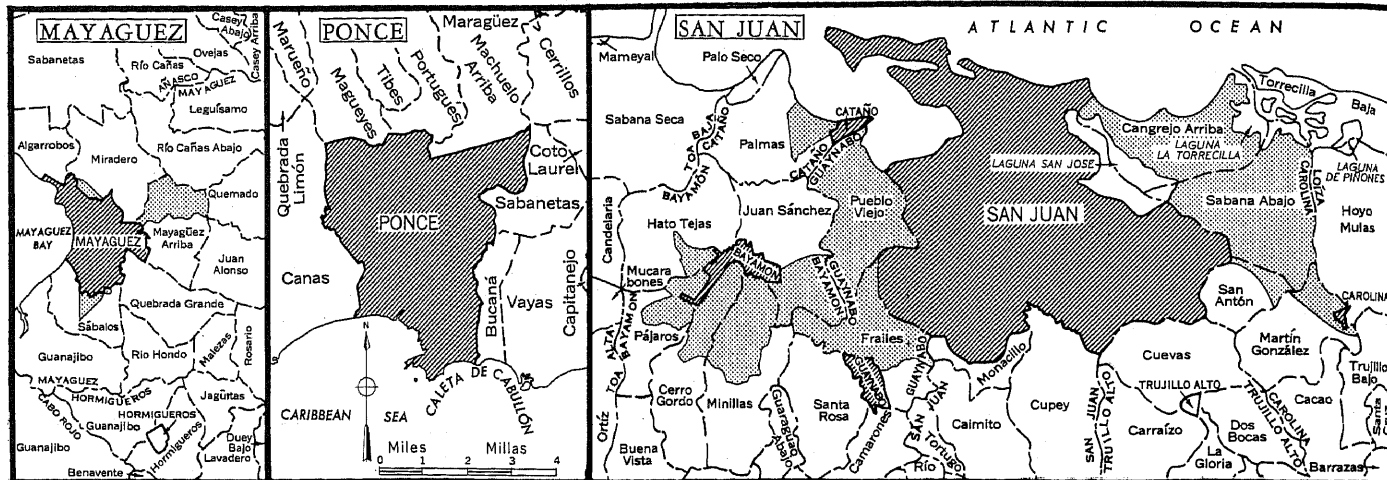 MAYAGUEZ
Casey Abajo
Casey Arriba
Sabanetas
Río Cañas
Ovejas
AÑASCO
MAYAGUEZ
Leguísamo
Algarrobos
Miradero
Río Cañas Abajo
Quemado
MAYAGUEZ BAY
MAYAGUEZ
Mayagüez Arriba
Juan Alonso
Quebrada Grande
Sábalos
Guanajibo
Rio Hondo
Malezas
Rosario
MAYAGUEZ
HORMIGUEROS
CABO ROJO
HORMIGUEROS
Guanajibo
Jagüitas
Guanajibo
Hormigueros
Duey Bajo
Lavadero
Benavente
PONCE
Marueño
Magueyes
Tibes
Portugues
Maragüez
Machuelo Arriba
Cerrillos
Quebrada Limón
Coto Laurel
Sabanetas
PONCE
Canas
Bucaná
Vayas
Capitanejo
N
CARIBBEAN SEA
CALETA DE CABULLÓN
Miles Millas
0 1 2 3 4
SAN JUAN
ATLANTIC OCEAN
Mameyal
Palo Seco
Torrecilla
Baja
Sabana Seca
TOA BAJA
CATAÑO
CATAÑO
Palmas
Cangrejo Arriba
LAGUNA LA TORRECILLA
LAGUNA SAN JOSE
LAGUNA DE PIÑONES
CATAÑO
GUAYNABO
BAYAMÓN
LOÍZA
CAROLINA
Candelaria
Juan Sánchez
Pueblo Viejo
SAN JUAN
Sabana Abajo
Hoyo Mulas
Hato Tejas
BAYAMON
GUAYNABO
BAYAMÓN
Mucarabones
San Antón
CAROLINA
TOA ALTA
BAYAMÓN
Pájaros
Frailes
Monacillo
Cuevas
Martín González
Trujillo Bajo
GUAYNABO
GUAYNABO
SAN JUAN
TRUJILLO ALTO
Cacao
Cerro Gordo
Minillas
Santa Rosa
Caimito
Cupey
Ortíz
Guaraguao Abajo
Camarones
SAN JUAN
TRUJILLO ALTO
Carraízo
Dos Bocas
CAROLINA
TRUJILLO ALTO
Buena Vista
Río
Tortugo
La Gloria
Barrazas
Santa